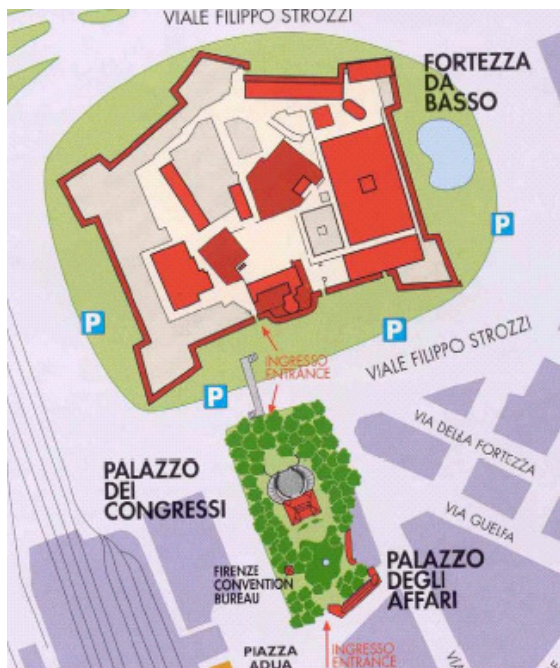 VIALE FILIPPO STROZZI
FORTEZZA
DA
BASSO
P
P
P
INGRESSO
ENTRANCE
VIALE FILIPPO STROZZI
P
VIA DELLA FORTEZZA
PALAZZO
DEI
CONGRESSI
VIA GUELFA
FIRENZE
CONVENTION
BUREAU
PALAZZO
DEGLI
AFFARI
PIAZZA
ADUA
INGRESSO
ENTRANCE
VIA